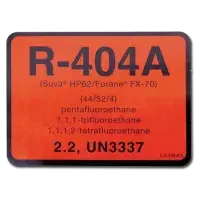 R-404A
(Suva® HP62/Forane® FX-70)
(44/52/4)
pentafluoroethane
1,1,1-trifluoroethane
1,1,1,2-tetrafluoroethane
2.2, UN3337